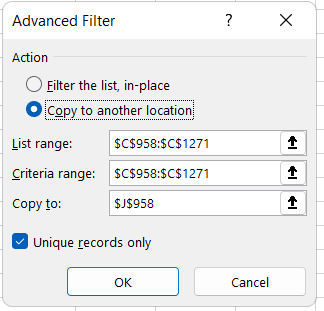 Advanced Filter ? ×
Action
Filter the list, in-place
Copy to another location
List range: $C$958:$C$1271
Criteria range: $C$958:$C$1271
Copy to: $J$958
Unique records only
OK Cancel